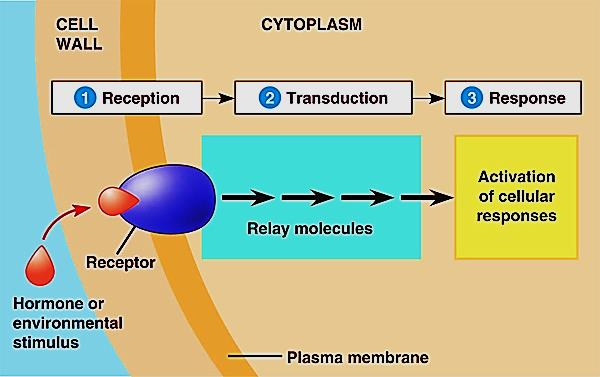 CELL
WALL
CYTOPLASM
1 Reception
2 Transduction
3 Response
Activation
of cellular
responses
Relay molecules
Receptor
Hormone or
environmental
stimulus
Plasma membrane